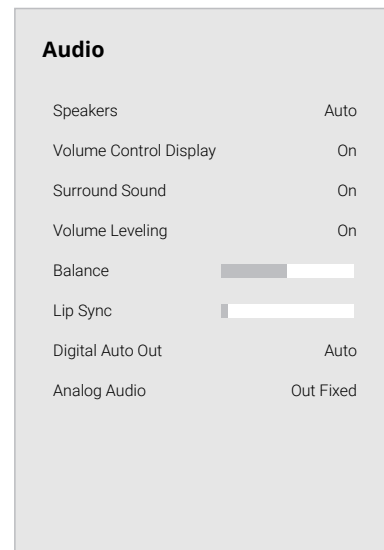 Audio
Speakers Auto
Volume Control Display On
Surround Sound On
Volume Leveling On
Balance
Lip Sync
Digital Auto Out Auto
Analog Audio Out Fixed